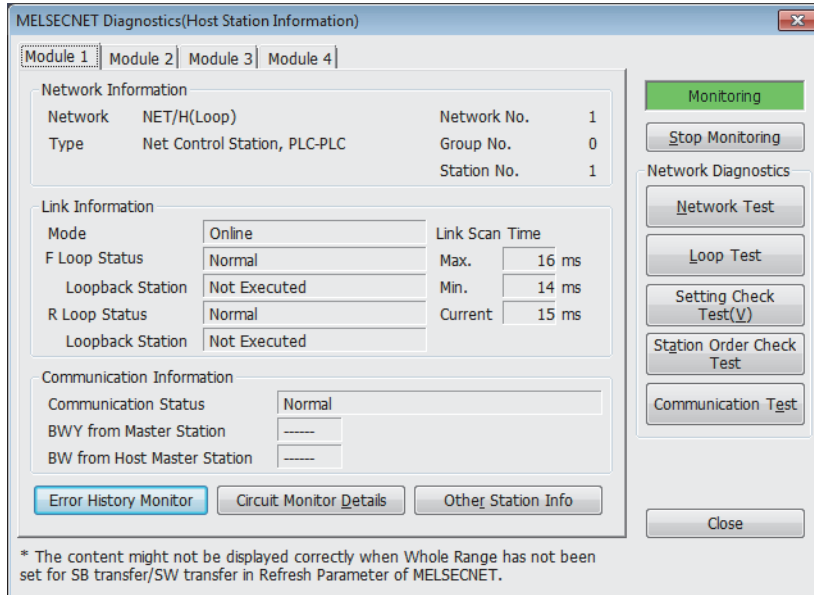 MELSECNET Diagnostics(Host Station Information)
Module 1 Module 2 Module 3 Module 4
Network Information
Network NET/H(Loop) Network No. 1
Type Net Control Station, PLC-PLC Group No. 0
Station No. 1
Link Information
Mode Online Link Scan Time
F Loop Status Normal Max. 16 ms
Loopback Station Not Executed Min. 14 ms
R Loop Status Normal Current 15 ms
Loopback Station Not Executed
Communication Information
Communication Status Normal
BWY from Master Station ------
BW from Host Master Station ------
Error History Monitor Circuit Monitor Details Other Station Info
Monitoring
Stop Monitoring
Network Diagnostics
Network Test
Loop Test
Setting Check
Test(V)
Station Order Check
Test
Communication Test
Close
* The content might not be displayed correctly when Whole Range has not been
set for SB transfer/SW transfer in Refresh Parameter of MELSECNET.